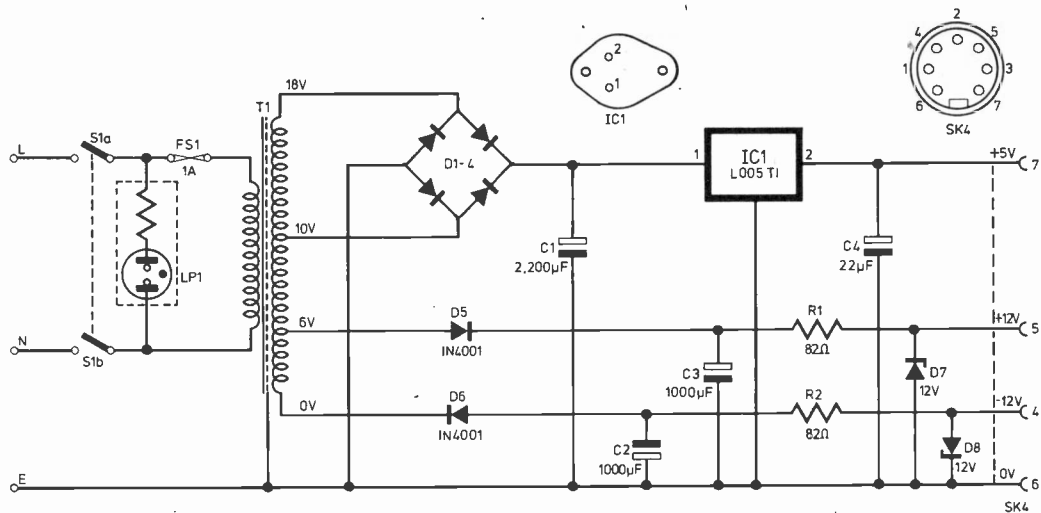 2
4
5
1
3
6
7
SK4
2
1
IC1
18V
T1
L
S1a
FS1
1A
D1-4
1
IC1
L005 T1
2
+5V
7
10V
C1
2,200µF
C4
22µF
LP1
6V
D5
IN4001
R1
82Ω
+12V
5
N
S1b
C3
1000µF
D7
12V
0V
D6
IN4001
R2
82Ω
-12V
4
C2
1000µF
D8
12V
E
0V
6
SK4